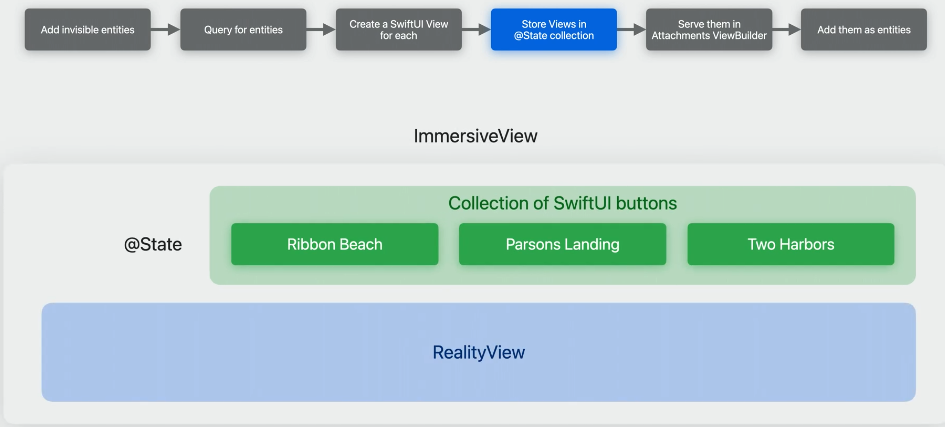 Add invisible entities
Query for entities
Create a SwiftUI View
for each
Store Views in
@State collection
Serve them in
Attachments ViewBuilder
Add them as entities
ImmersiveView
Collection of SwiftUI buttons
@State
Ribbon Beach
Parsons Landing
Two Harbors
RealityView